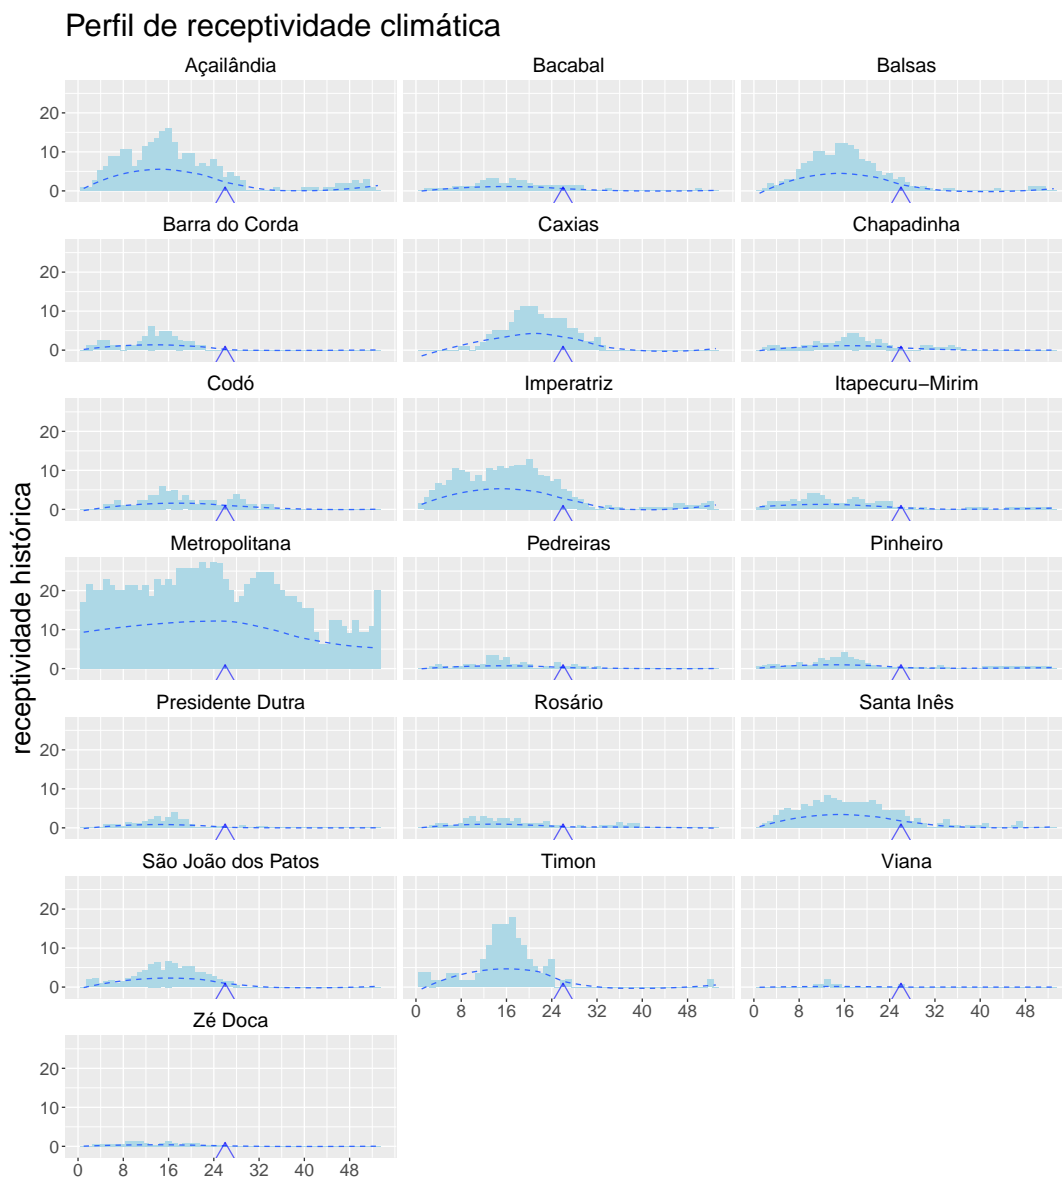 Perfil de receptividade climática
Açailândia Bacabal Balsas
20
10
0
Barra do Corda Caxias Chapadinha
20
10
0
Codó Imperatriz Itapecuru−Mirim
20
10
0
receptividade histórica
Metropolitana Pedreiras Pinheiro
20
10
0
Presidente Dutra Rosário Santa Inês
20
10
0
São João dos Patos Timon Viana
20
10
0
0 8 16 24 32 40 48 0 8 16 24 32 40 48
Zé Doca
20
10
0
0 8 16 24 32 40 48